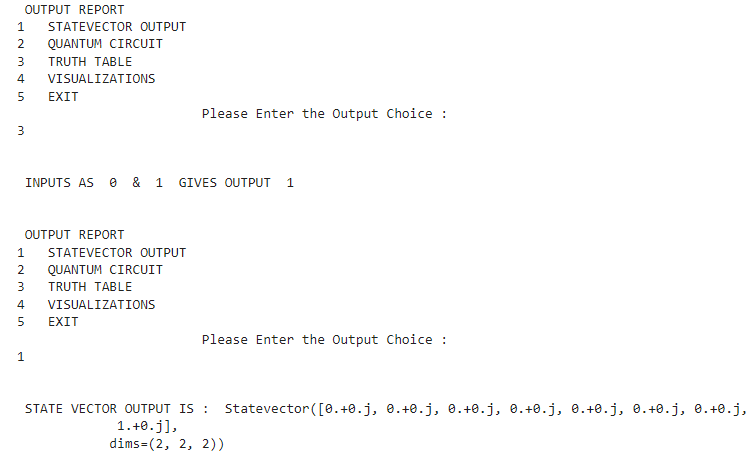 OUTPUT REPORT
1 STATEVECTOR OUTPUT
2 QUANTUM CIRCUIT
3 TRUTH TABLE
4 VISUALIZATIONS
5 EXIT
Please Enter the Output Choice :
3
INPUTS AS 0 & 1 GIVES OUTPUT 1
OUTPUT REPORT
1 STATEVECTOR OUTPUT
2 QUANTUM CIRCUIT
3 TRUTH TABLE
4 VISUALIZATIONS
5 EXIT
Please Enter the Output Choice :
1
STATE VECTOR OUTPUT IS : Statevector([0.+0.j, 0.+0.j, 0.+0.j, 0.+0.j, 0.+0.j, 0.+0.j, 0.+0.j,
1.+0.j],
dims=(2, 2, 2))